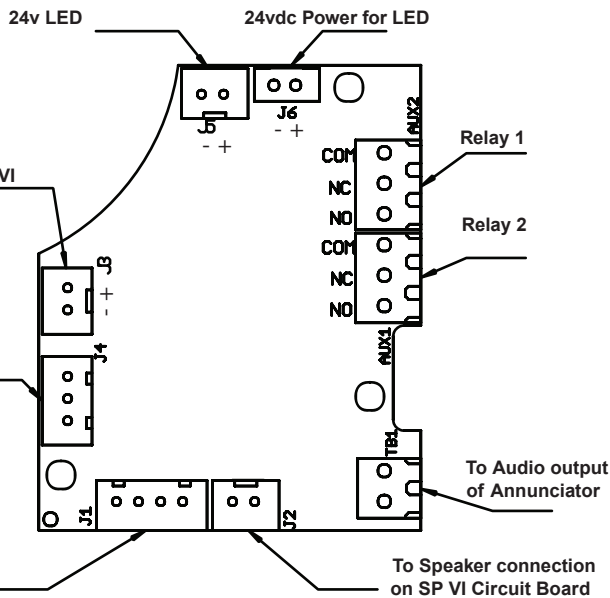 24v LED
24vdc Power for LED
J5
- +
J6
- +
AUX2
COM
NC
NO
Relay 1
COM
NC
NO
Relay 2
VI
J3
- +
J4
AUX1
TB1
To Audio output
of Annunciator
J1
J2
To Speaker connection
on SP VI Circuit Board